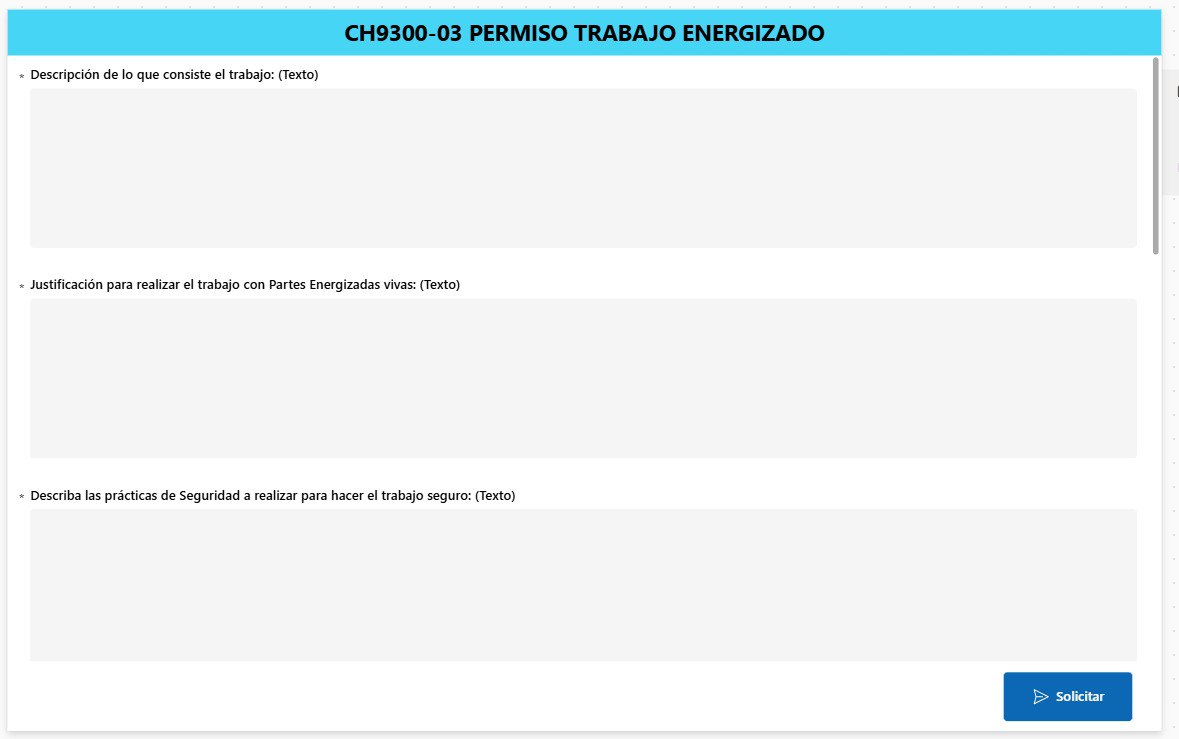 CH9300-03 PERMISO TRABAJO ENERGIZADO
* Descripción de lo que consiste el trabajo: (Texto)
* Justificación para realizar el trabajo con Partes Energizadas vivas: (Texto)
* Describa las prácticas de Seguridad a realizar para hacer el trabajo seguro: (Texto)
Solicitar